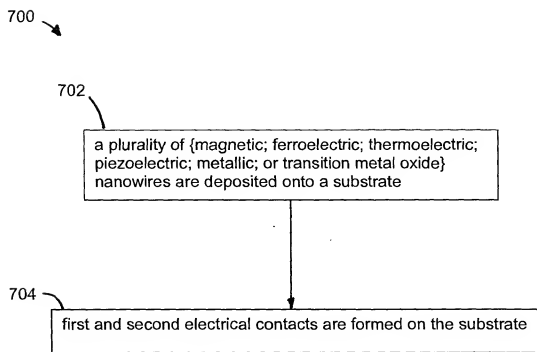 700
702
a plurality of {magnetic; ferroelectric; thermoelectric;
piezoelectric; metallic; or transition metal oxide}
nanowires are deposited onto a substrate
704
first and second electrical contacts are formed on the substrate